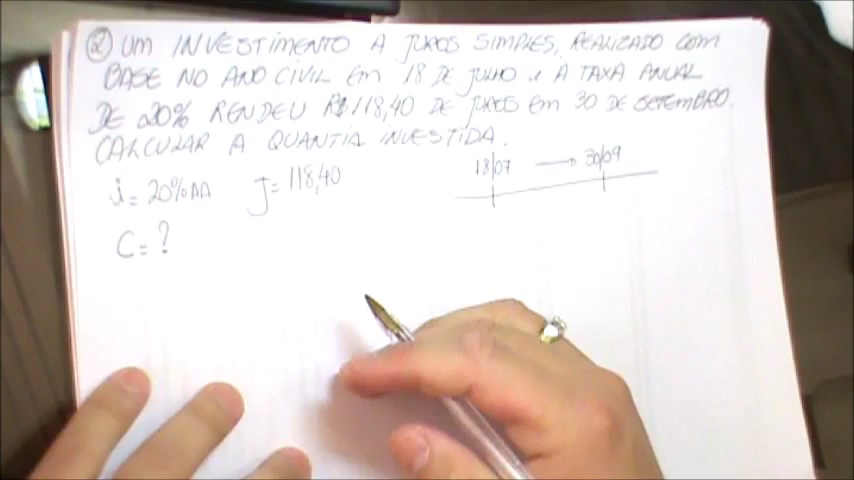 ② UM INVESTIMENTO A JUROS SIMPLES, REALIZADO COM
BASE NO ANO CIVIL EM 18 DE JULHO E À TAXA ANUAL
DE 20% RENDEU R$118,40 DE JUROS EM 30 DE SETEMBRO.
CALCULAR A QUANTIA INVESTIDA.
i = 20% AA J = 118,40 18/07 → 30/09
C = ?